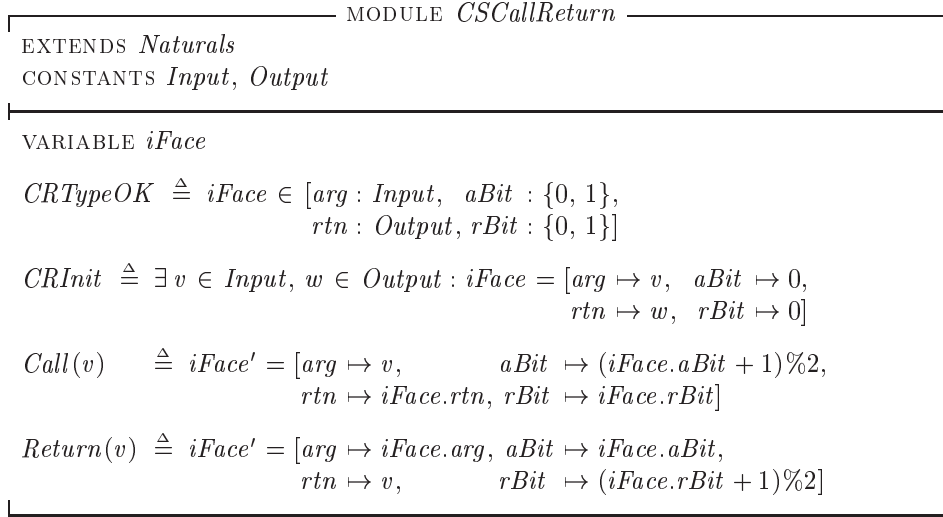 MODULE CSCallReturn
EXTENDS Naturals
CONSTANTS Input, Output
VARIABLE iFace
CRTypeOK ≜ iFace ∈ [arg : Input, aBit : {0, 1},
rtn : Output, rBit : {0, 1}]
CRInit ≜ ∃ v ∈ Input, w ∈ Output : iFace = [arg ↦ v, aBit ↦ 0,
rtn ↦ w, rBit ↦ 0]
Call(v) ≜ iFace′ = [arg ↦ v, aBit ↦ (iFace.aBit + 1)%2,
rtn ↦ iFace.rtn, rBit ↦ iFace.rBit]
Return(v) ≜ iFace′ = [arg ↦ iFace.arg, aBit ↦ iFace.aBit,
rtn ↦ v, rBit ↦ (iFace.rBit + 1)%2]